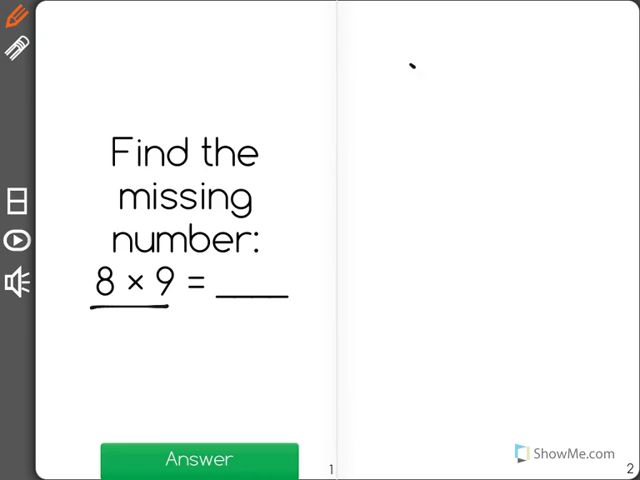 Find the
missing
number:
8 × 9 = ____
Answer
1
ShowMe.com
2